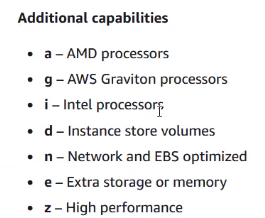 Additional capabilities
• a – AMD processors
• g – AWS Graviton processors
• i – Intel processors
• d – Instance store volumes
• n – Network and EBS optimized
• e – Extra storage or memory
• z – High performance